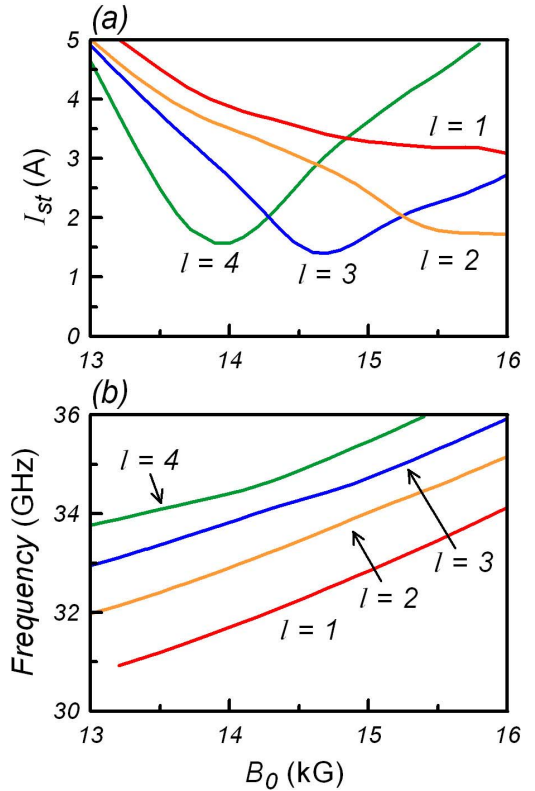 (a)
5
4
3
2
1
0
I_st (A)
l = 1
l = 4
l = 3
l = 2
13 14 15 16
(b)
36
34
32
30
Frequency (GHz)
l = 4
l = 3
l = 2
l = 1
13 14 15 16
B_0 (kG)